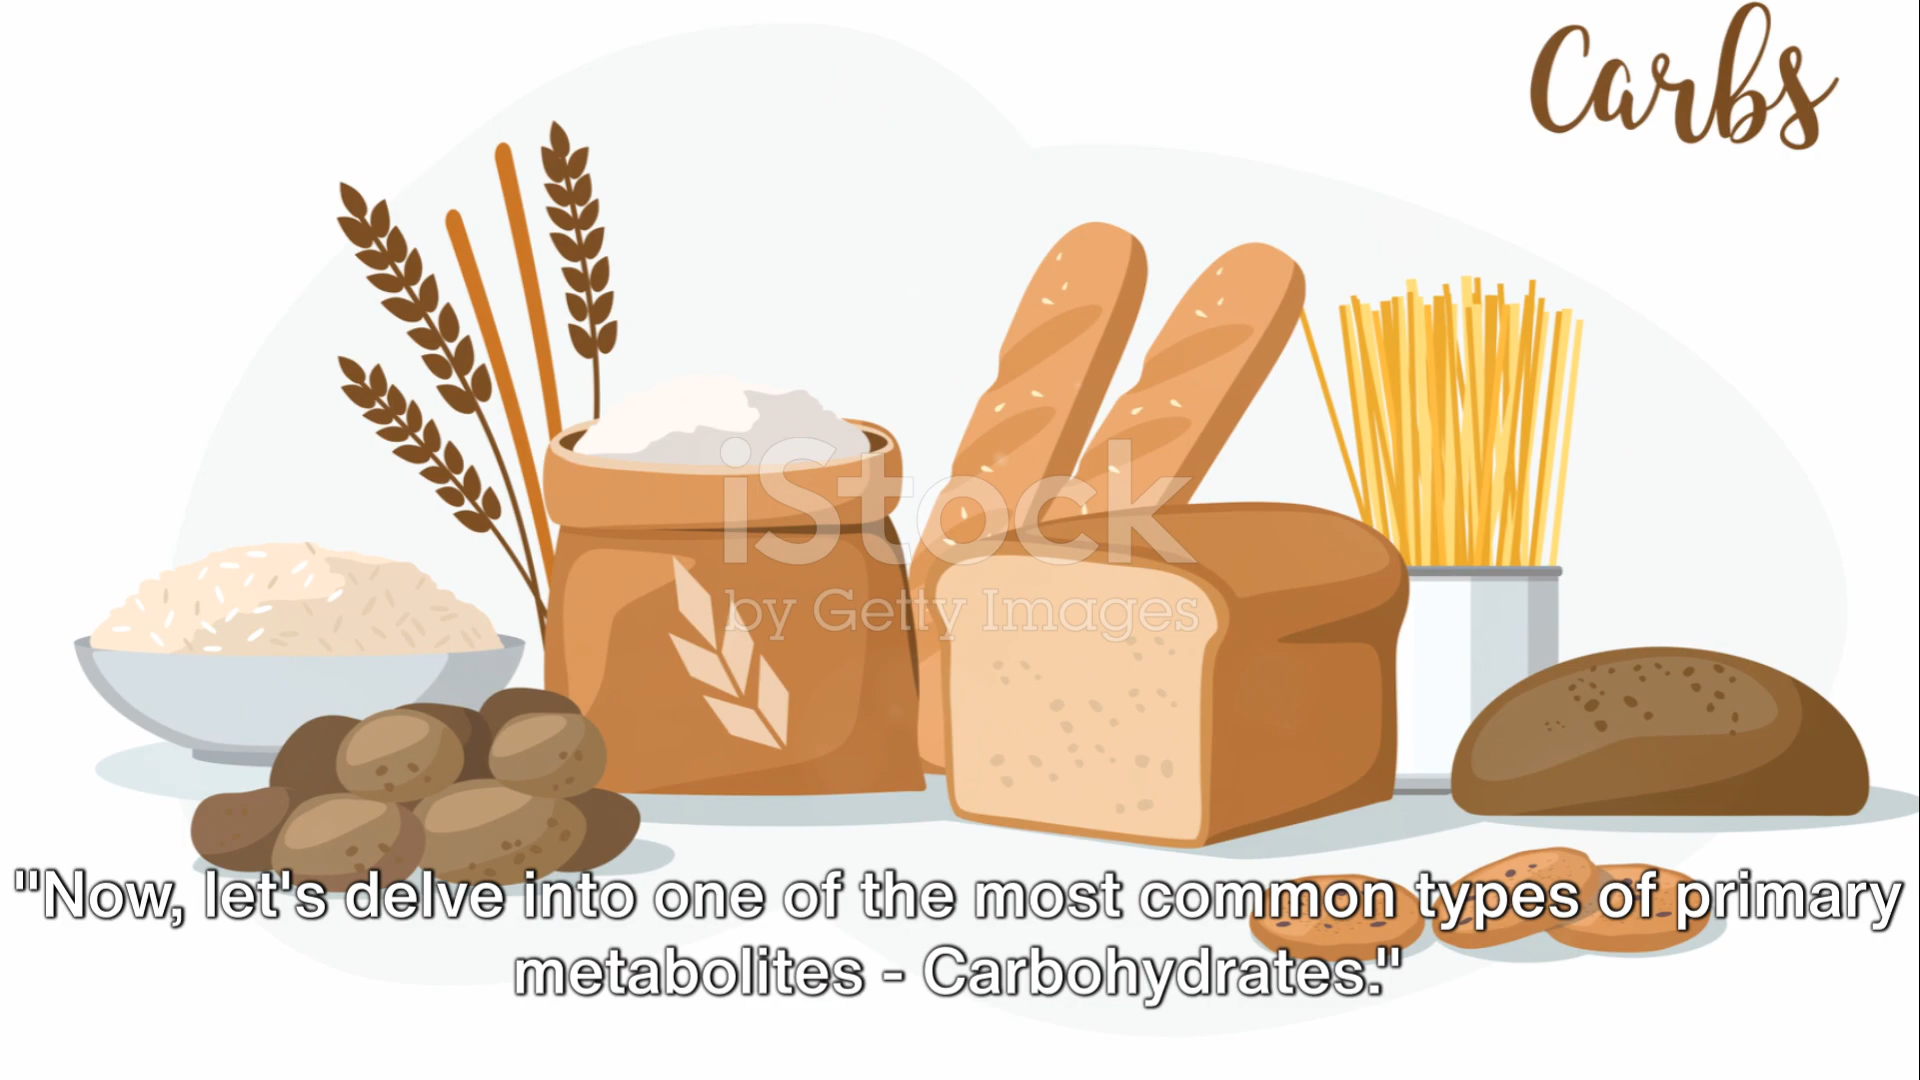 Carbs
iStock
by Getty Images
"Now, let's delve into one of the most common types of primary
metabolites - Carbohydrates."